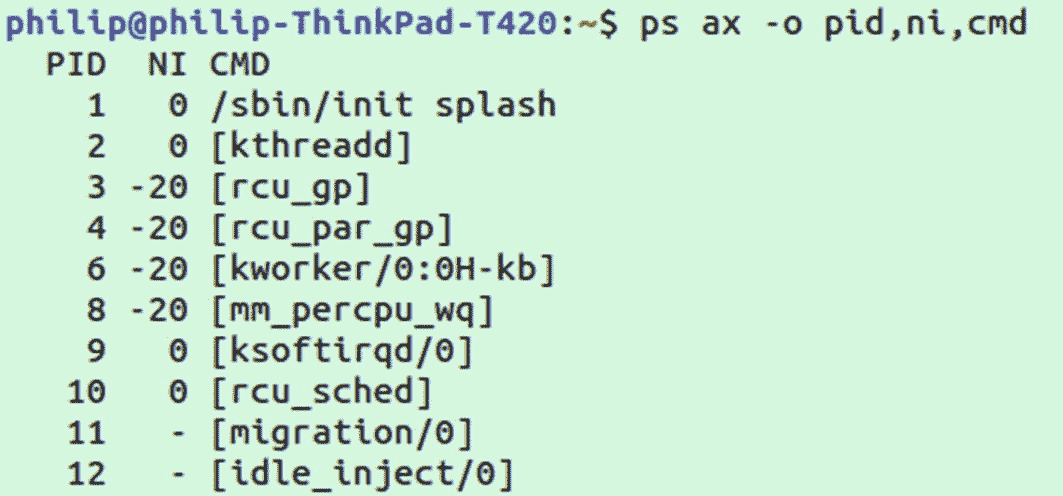 philip@philip-ThinkPad-T420:~$ ps ax -o pid,ni,cmd
PID NI CMD
1 0 /sbin/init splash
2 0 [kthreadd]
3 -20 [rcu_gp]
4 -20 [rcu_par_gp]
6 -20 [kworker/0:0H-kb]
8 -20 [mm_percpu_wq]
9 0 [ksoftirqd/0]
10 0 [rcu_sched]
11 - [migration/0]
12 - [idle_inject/0]